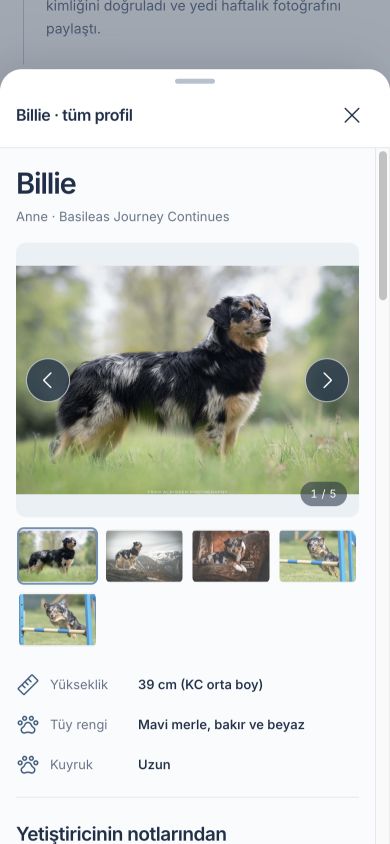 kimliğini doğruladı ve yedi haftalık fotoğrafını
paylaştı.
Billie · tüm profil
Billie
Anne · Basileas Journey Continues
1 / 5
Yükseklik 39 cm (KC orta boy)
Tüy rengi Mavi merle, bakır ve beyaz
Kuyruk Uzun
Yetiştiricinin notlarından